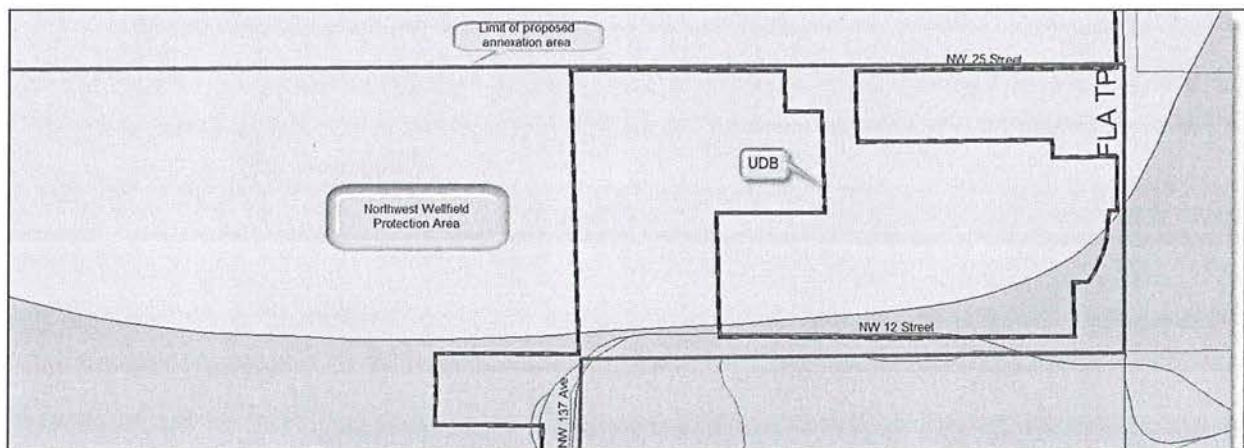 Limit of proposed
annexation area
NW 25 Street
FLA TP
UDB
Northwest Wellfield
Protection Area
NW 12 Street
NW 137 Ave.